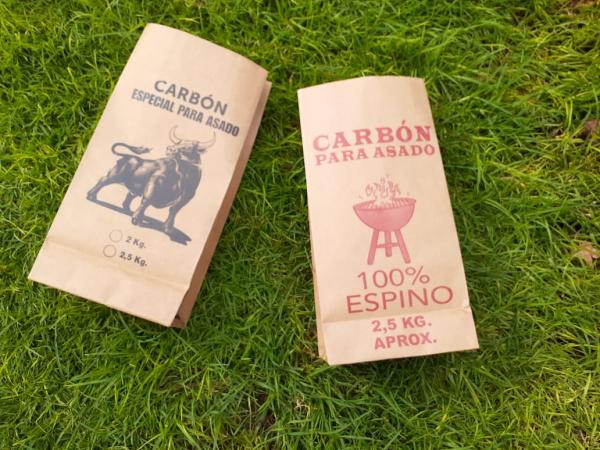 CARBÓN
ESPECIAL PARA ASADO
2 Kg.
2,5 Kg.
CARBÓN
PARA ASADO
100%
ESPINO
2,5 KG.
APROX.